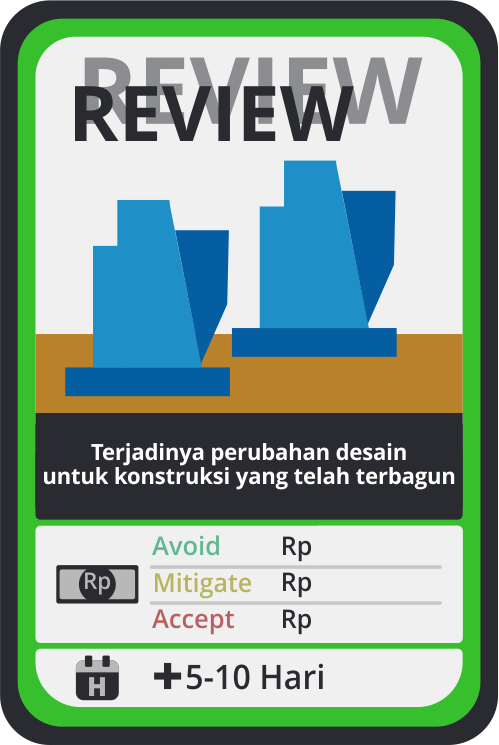 REVIEW
REVIEW
Terjadinya perubahan desain
untuk konstruksi yang telah terbagun
Avoid Rp
Rp Mitigate Rp
Accept Rp
H +5-10 Hari